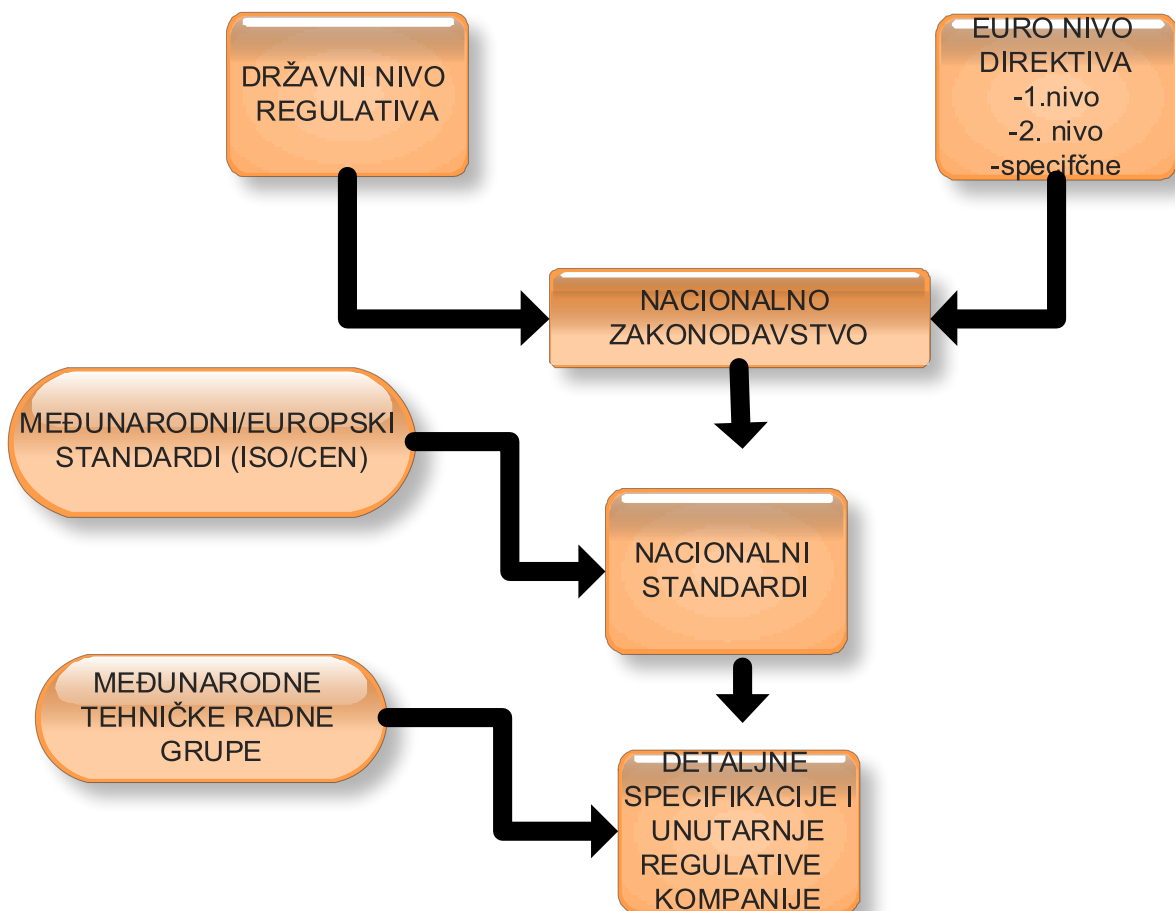 DRŽAVNI NIVO
REGULATIVA
EURO NIVO
DIREKTIVA
-1.nivo
-2. nivo
-specifčne
NACIONALNO
ZAKONODAVSTVO
MEĐUNARODNI/EUROPSKI
STANDARDI (ISO/CEN)
NACIONALNI
STANDARDI
MEĐUNARODNE
TEHNIČKE RADNE
GRUPE
DETALJNE
SPECIFIKACIJE I
UNUTARNJE
REGULATIVE
KOMPANIJE